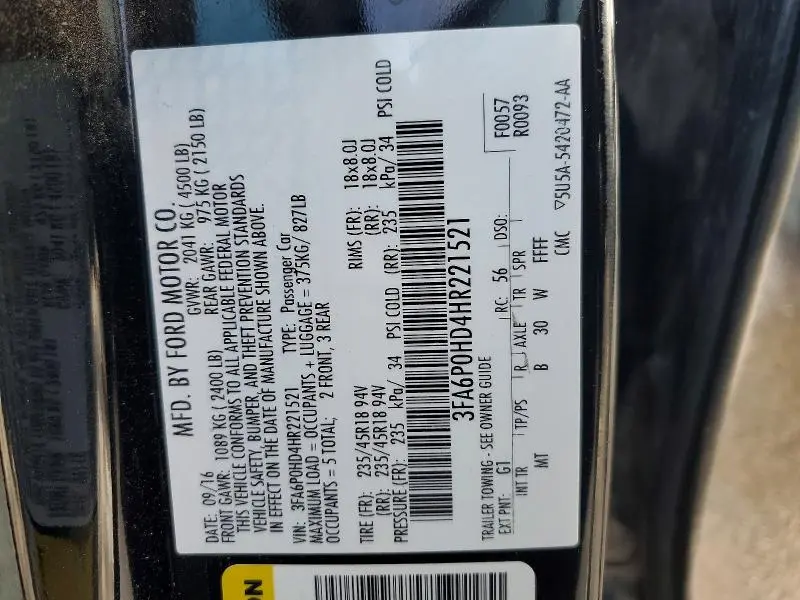 MFD. BY FORD MOTOR CO.
DATE: 09/16 GVWR: 2041 KG ( 4500 LB)
FRONT GAWR: 1089 KG ( 2400 LB) REAR GAWR: 975 KG ( 2150 LB)
THIS VEHICLE CONFORMS TO ALL APPLICABLE FEDERAL MOTOR
VEHICLE SAFETY, BUMPER, AND THEFT PREVENTION STANDARDS
IN EFFECT ON THE DATE OF MANUFACTURE SHOWN ABOVE.
VIN: 3FA6P0HD4HR221521 TYPE: Passenger Car
MAXIMUM LOAD = OCCUPANTS + LUGGAGE = 375KG/ 827LB
OCCUPANTS = 5 TOTAL; 2 FRONT, 3 REAR
TIRE (FR): 235/45R18 94V RIMS (FR): 18x8.0J
(RR): 235/45R18 94V (RR): 18x8.0J
PRESSURE (FR): 235 kPa/ 34 PSI COLD (RR): 235 kPa/ 34 PSI COLD
3FA6P0HD4HR221521
TRAILER TOWING - SEE OWNER GUIDE F0057
EXT PNT: G1 RC: 56 DSO: R0093
INT TR TP/PS R AXLE TR SPR
MT B 30 W FFFF
CMC ▽5U5A-5420472-AA
ON